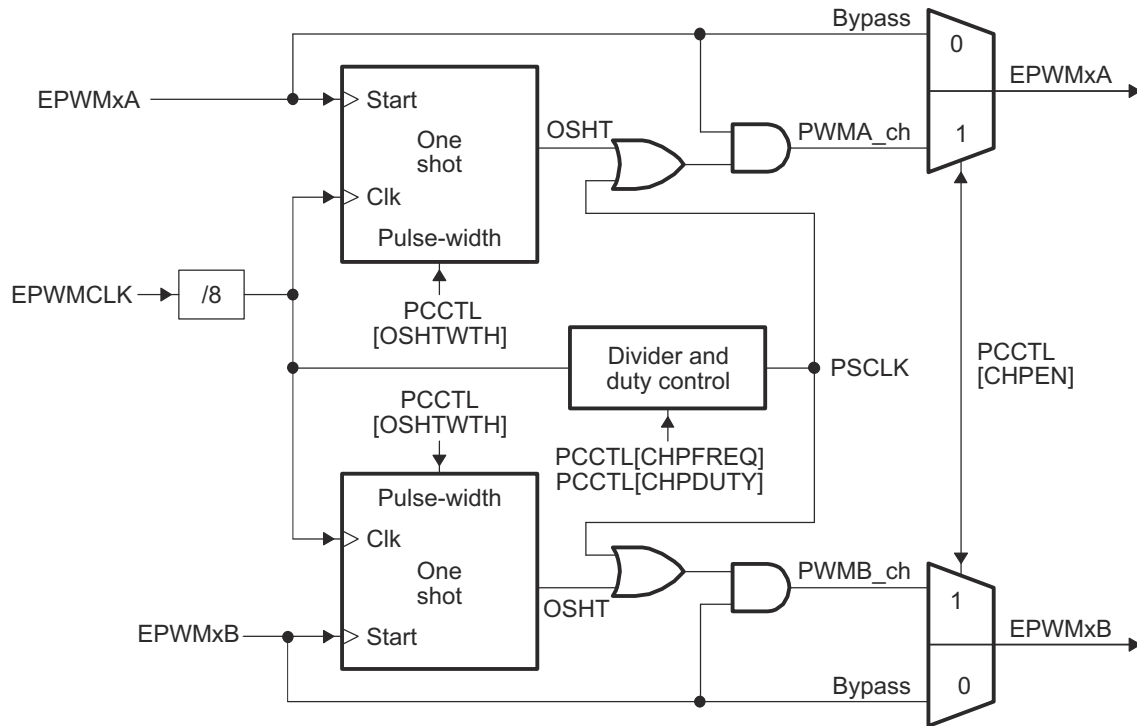 Bypass
0
EPWMxA
EPWMxA
Start
OSHT
PWMA_ch
1
One
shot
Clk
Pulse-width
EPWMCLK
/8
PCCTL
[OSHTWTH]
Divider and
duty control
PSCLK
PCCTL
[CHPEN]
PCCTL
[OSHTWTH]
PCCTL[CHPFREQ]
PCCTL[CHPDUTY]
Pulse-width
Clk
One
shot
OSHT
PWMB_ch
1
EPWMxB
Start
EPWMxB
Bypass
0